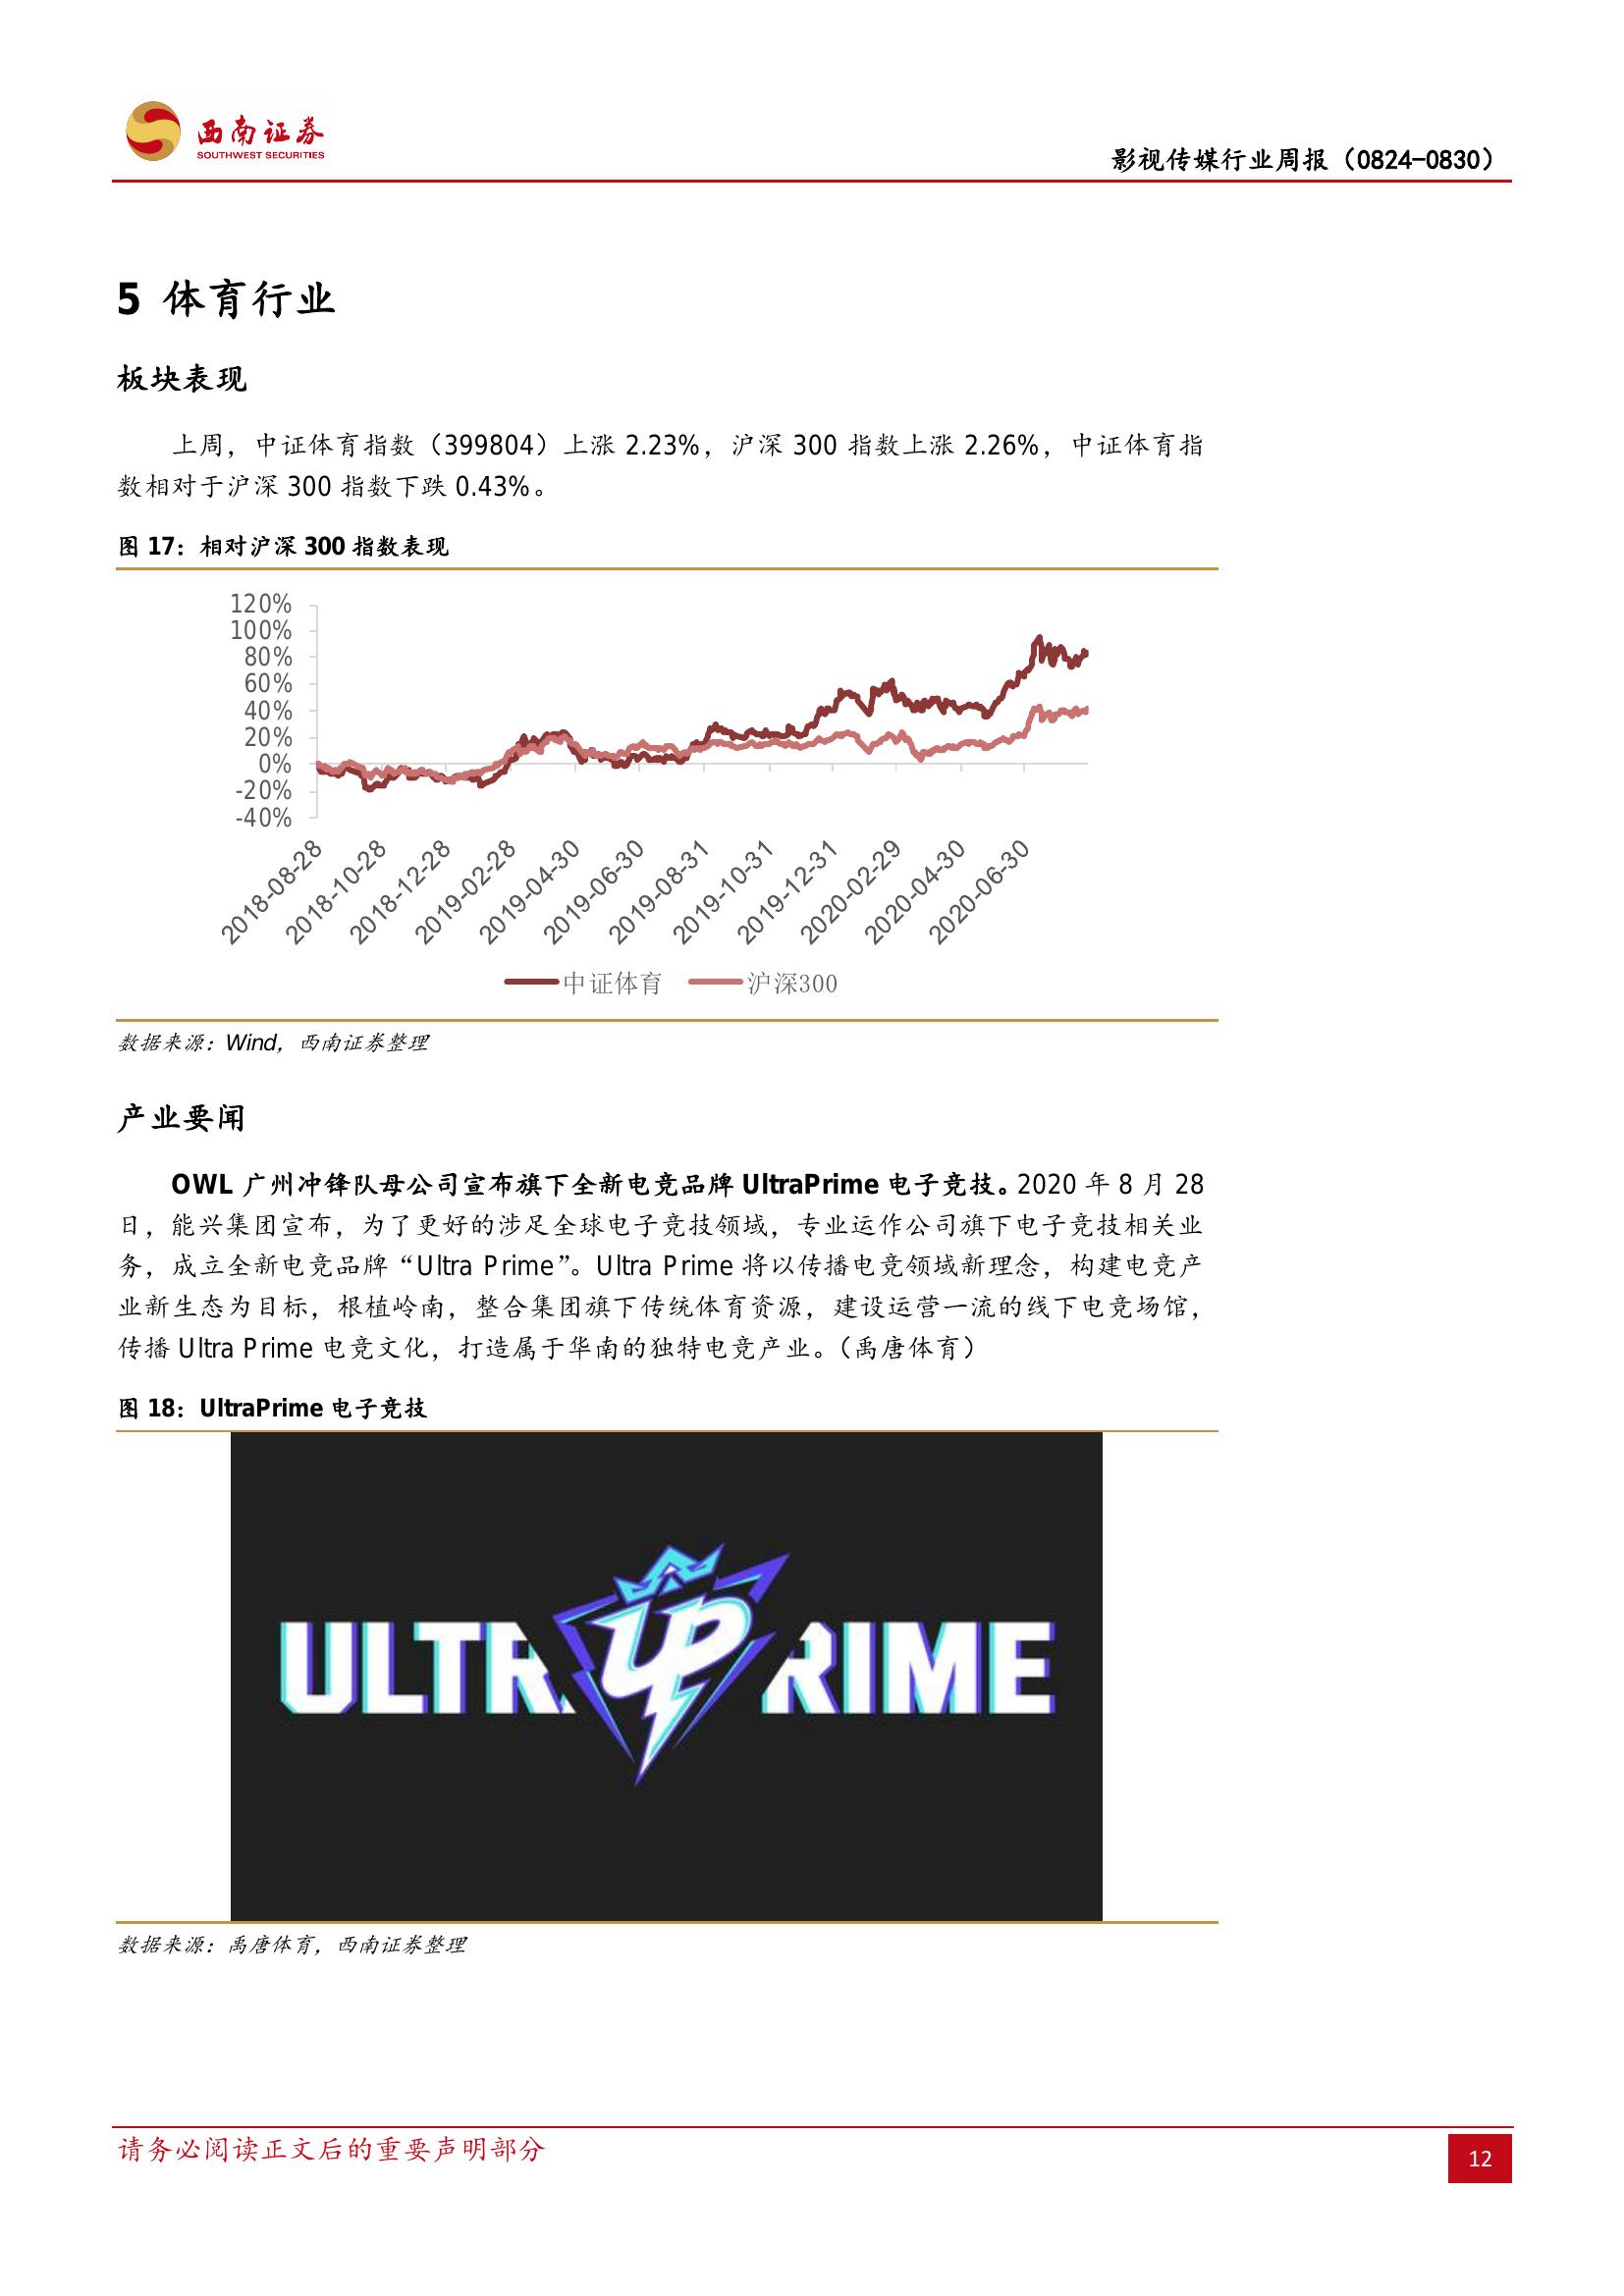 西南证券
SOUTHWEST SECURITIES
影视传媒行业周报（0824-0830）
5 体育行业
板块表现
上周，中证体育指数（399804）上涨 2.23%，沪深 300 指数上涨 2.26%，中证体育指
数相对于沪深 300 指数下跌 0.43%。
图 17：相对沪深 300 指数表现
120%
100%
80%
60%
40%
20%
0%
-20%
-40%
2018-08-28
2018-10-28
2018-12-28
2019-02-28
2019-04-30
2019-06-30
2019-08-31
2019-10-31
2019-12-31
2020-02-29
2020-04-30
2020-06-30
中证体育 沪深300
数据来源：Wind，西南证券整理
产业要闻
OWL 广州冲锋队母公司宣布旗下全新电竞品牌 UltraPrime 电子竞技。2020 年 8 月 28
日，能兴集团宣布，为了更好的涉足全球电子竞技领域，专业运作公司旗下电子竞技相关业
务，成立全新电竞品牌“Ultra Prime”。Ultra Prime 将以传播电竞领域新理念，构建电竞产
业新生态为目标，根植岭南，整合集团旗下传统体育资源，建设运营一流的线下电竞场馆，
传播 Ultra Prime 电竞文化，打造属于华南的独特电竞产业。（禹唐体育）
图 18：UltraPrime 电子竞技
ULTR UP RIME
数据来源：禹唐体育，西南证券整理
请务必阅读正文后的重要声明部分
12